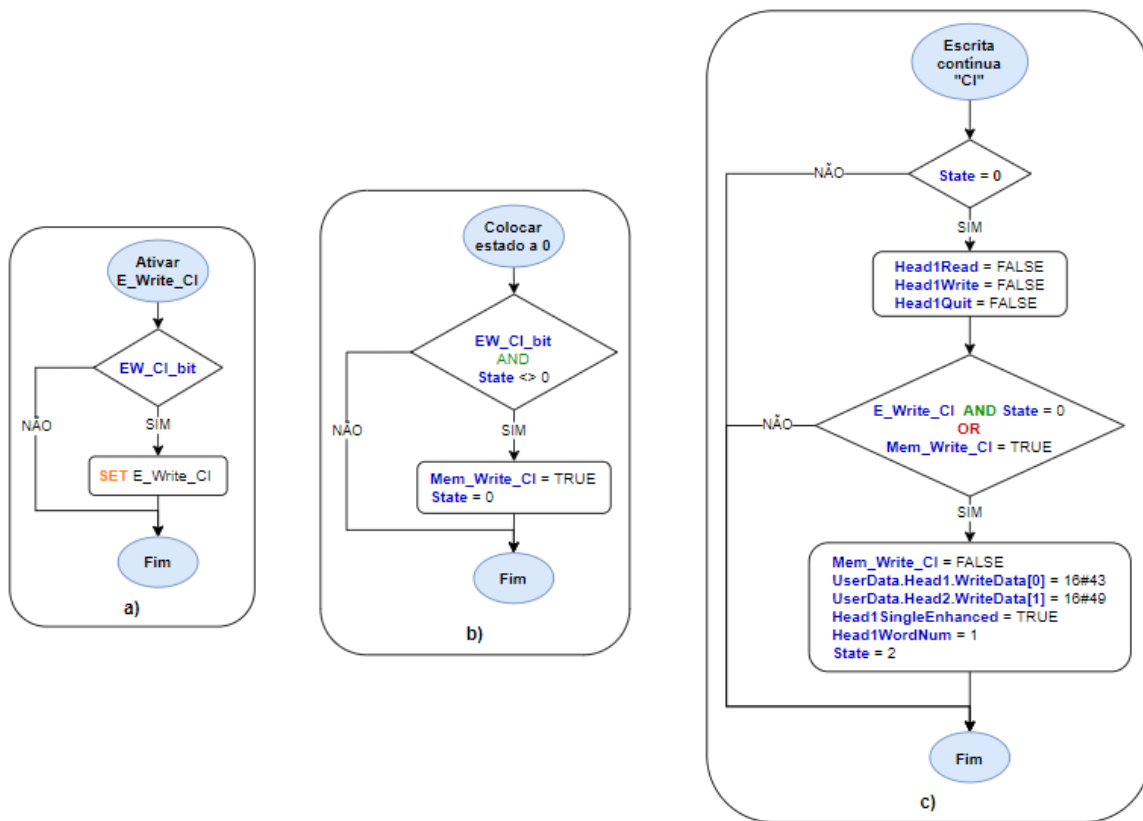 Ativar
E_Write_CI
EW_CI_bit
NÃO
SIM
SET E_Write_CI
Fim
a)
Colocar
estado a 0
EW_CI_bit
AND
State <> 0
NÃO
SIM
Mem_Write_CI = TRUE
State = 0
Fim
b)
Escrita
contínua
"CI"
State = 0
NÃO
SIM
Head1Read = FALSE
Head1Write = FALSE
Head1Quit = FALSE
E_Write_CI AND State = 0
OR
Mem_Write_CI = TRUE
NÃO
SIM
Mem_Write_CI = FALSE
UserData.Head1.WriteData[0] = 16#43
UserData.Head2.WriteData[1] = 16#49
Head1SingleEnhanced = TRUE
Head1WordNum = 1
State = 2
Fim
c)